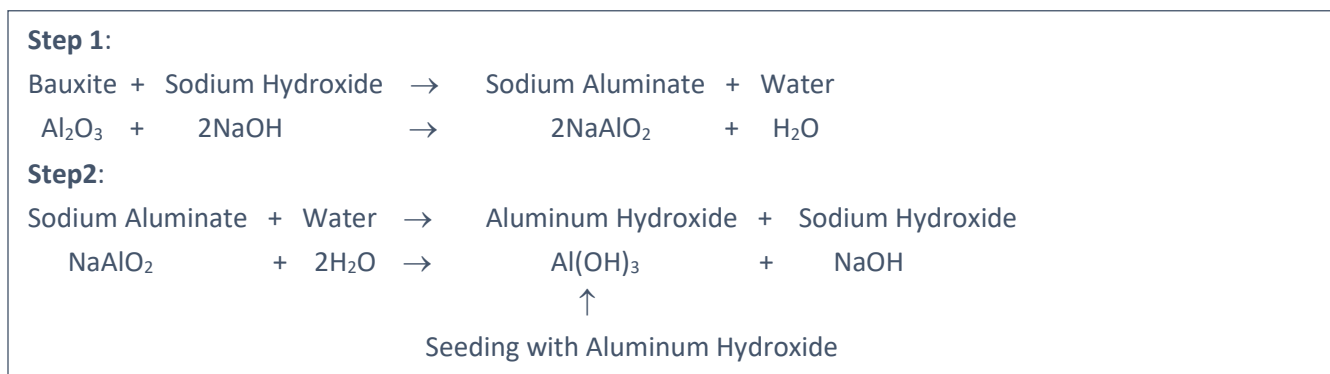 Step 1:
Bauxite + Sodium Hydroxide → Sodium Aluminate + Water
Al₂O₃ + 2NaOH → 2NaAlO₂ + H₂O
Step2:
Sodium Aluminate + Water → Aluminum Hydroxide + Sodium Hydroxide
NaAlO₂ + 2H₂O → Al(OH)₃ + NaOH
↑
Seeding with Aluminum Hydroxide